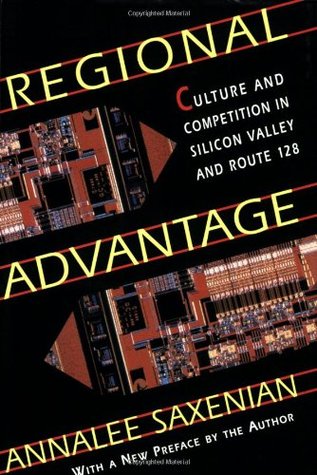 REGIONAL
CULTURE AND
COMPETITION IN
SILICON VALLEY
AND ROUTE 128
ADVANTAGE
ANNALEE SAXENIAN
WITH A NEW PREFACE BY THE AUTHOR